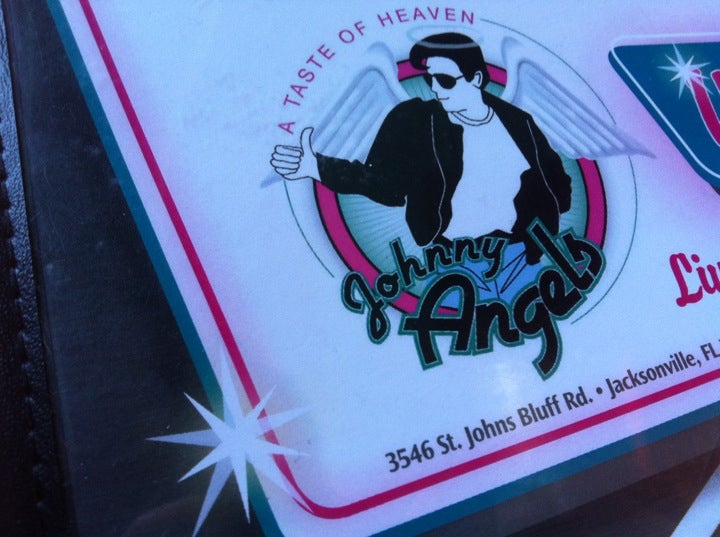 A TASTE OF HEAVEN
Johnny
Angels
3546 St. Johns Bluff Rd. • Jacksonville, FL